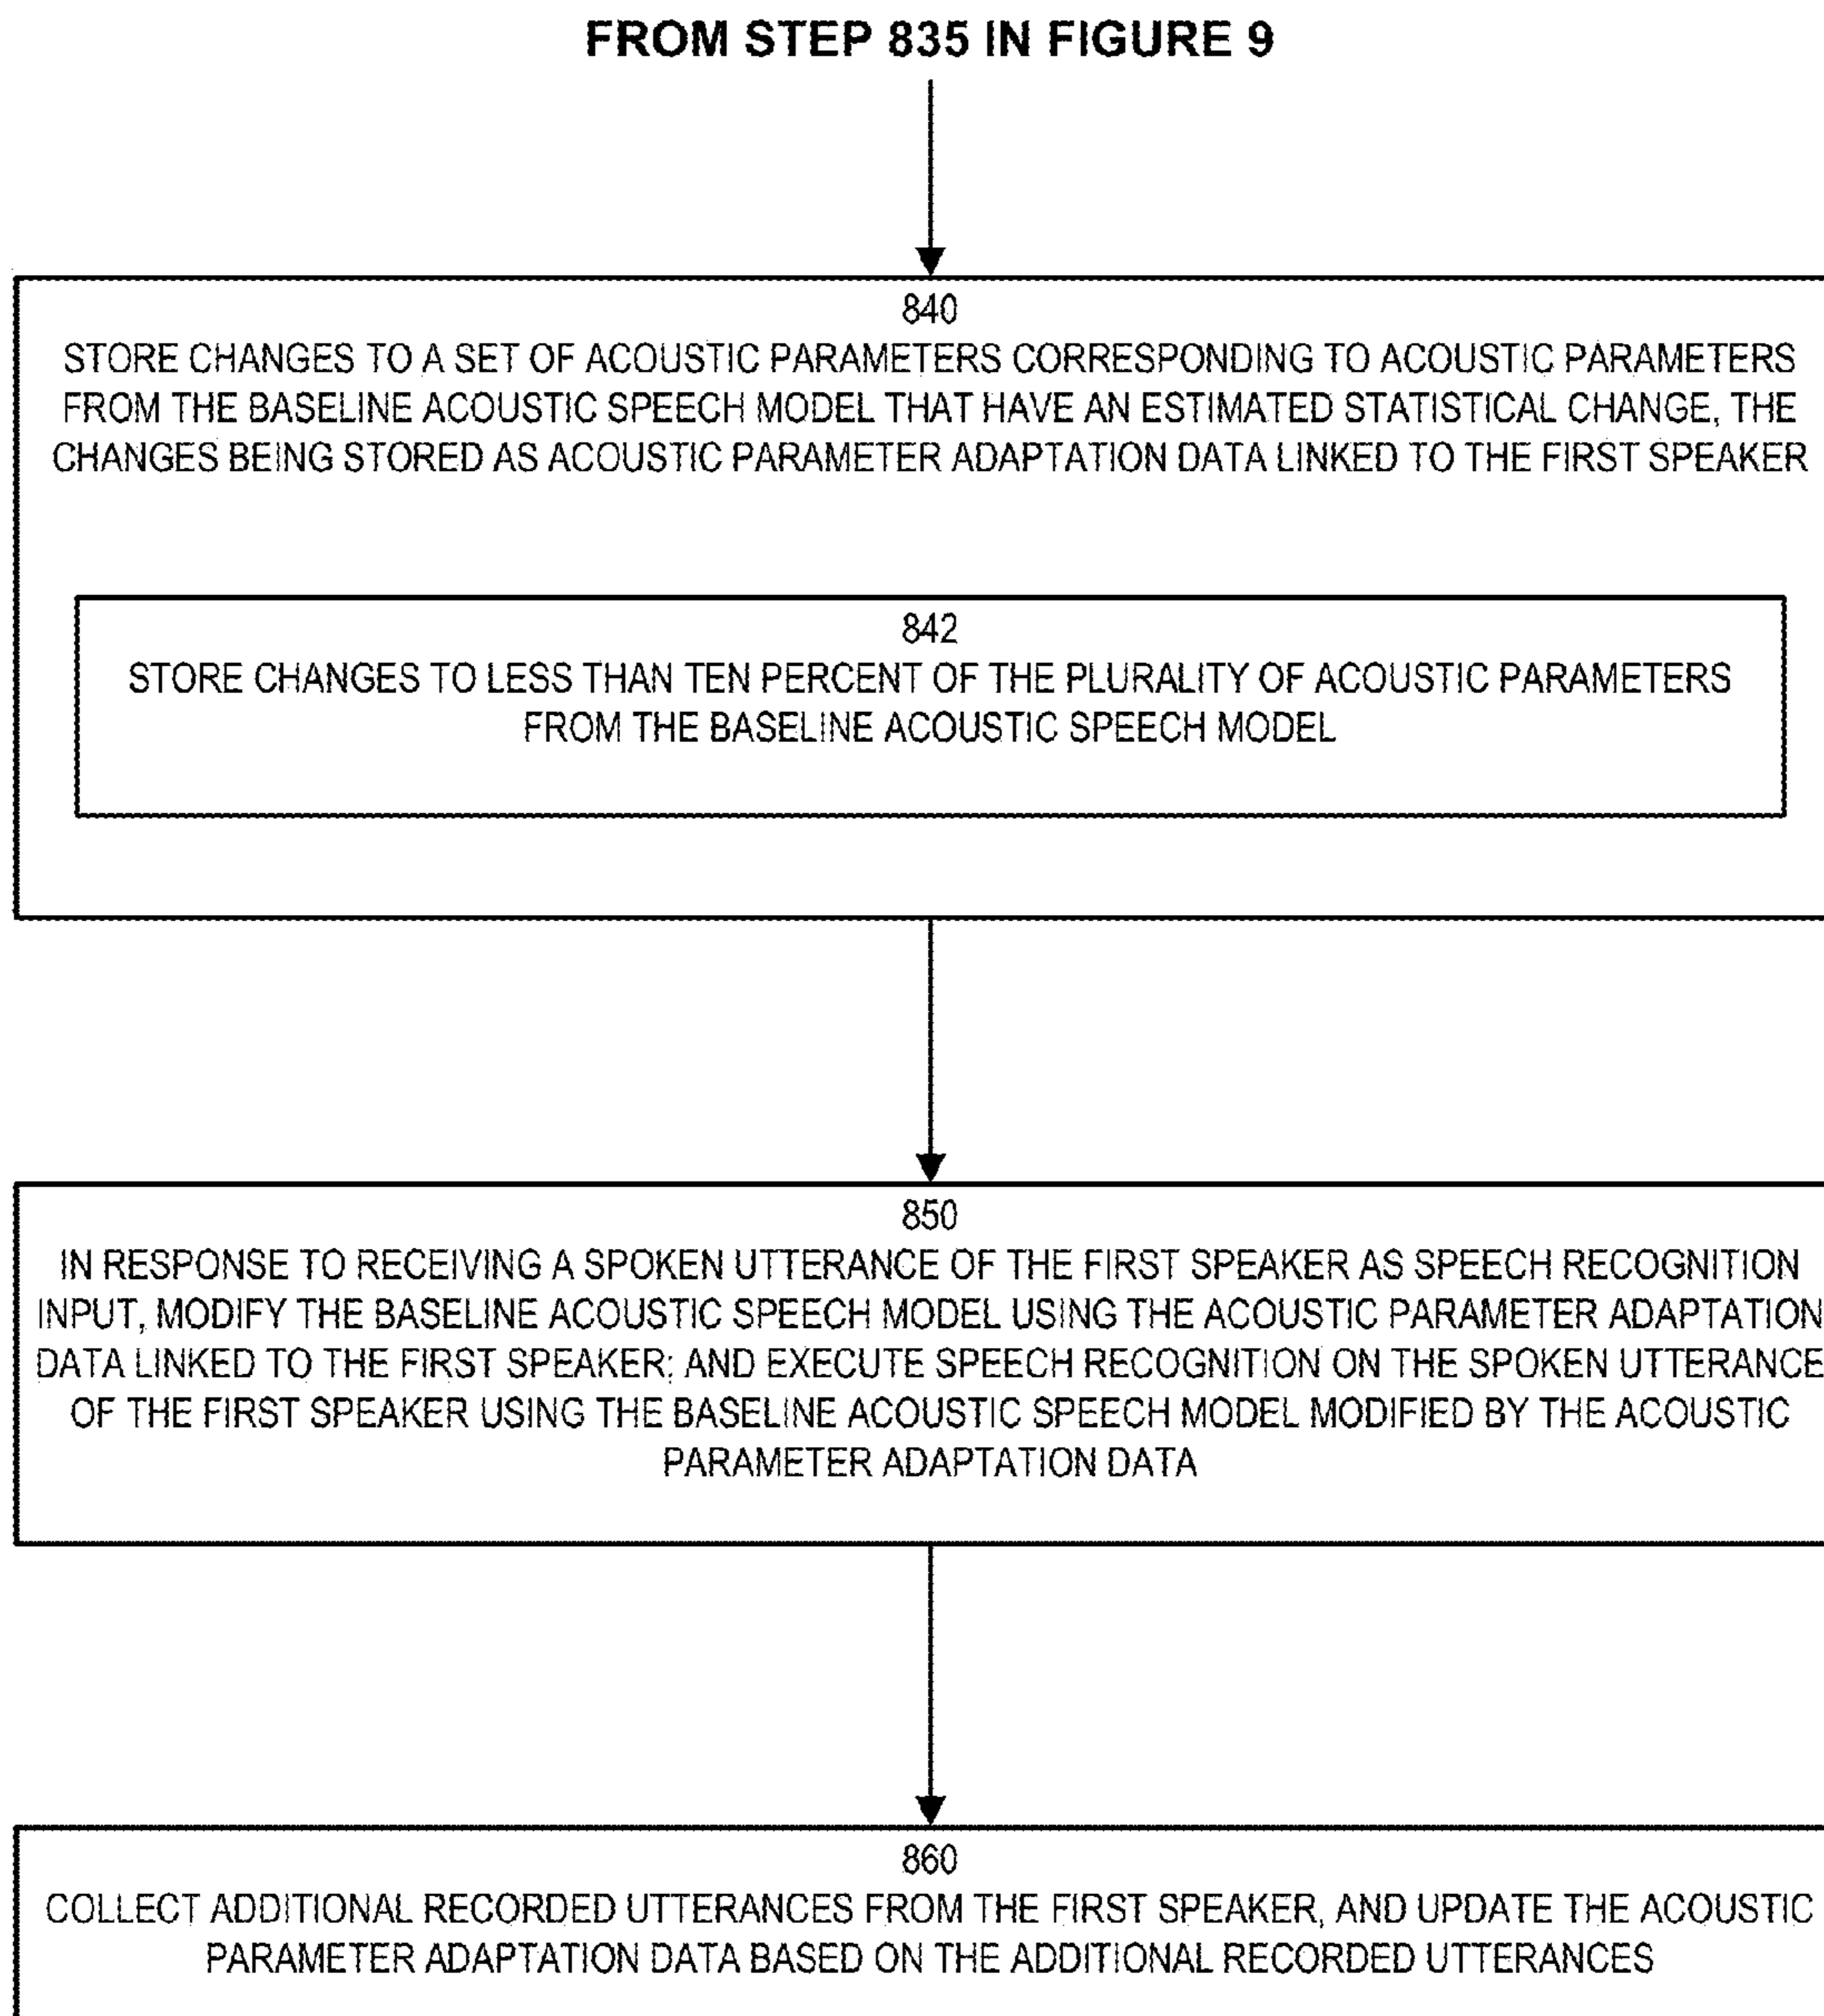 FROM STEP 835 IN FIGURE 9
840
STORE CHANGES TO A SET OF ACOUSTIC PARAMETERS CORRESPONDING TO ACOUSTIC PARAMETERS
FROM THE BASELINE ACOUSTIC SPEECH MODEL THAT HAVE AN ESTIMATED STATISTICAL CHANGE, THE
CHANGES BEING STORED AS ACOUSTIC PARAMETER ADAPTATION DATA LINKED TO THE FIRST SPEAKER
842
STORE CHANGES TO LESS THAN TEN PERCENT OF THE PLURALITY OF ACOUSTIC PARAMETERS
FROM THE BASELINE ACOUSTIC SPEECH MODEL
850
IN RESPONSE TO RECEIVING A SPOKEN UTTERANCE OF THE FIRST SPEAKER AS SPEECH RECOGNITION
INPUT, MODIFY THE BASELINE ACOUSTIC SPEECH MODEL USING THE ACOUSTIC PARAMETER ADAPTATION
DATA LINKED TO THE FIRST SPEAKER; AND EXECUTE SPEECH RECOGNITION ON THE SPOKEN UTTERANCE
OF THE FIRST SPEAKER USING THE BASELINE ACOUSTIC SPEECH MODEL MODIFIED BY THE ACOUSTIC
PARAMETER ADAPTATION DATA
860
COLLECT ADDITIONAL RECORDED UTTERANCES FROM THE FIRST SPEAKER, AND UPDATE THE ACOUSTIC
PARAMETER ADAPTATION DATA BASED ON THE ADDITIONAL RECORDED UTTERANCES